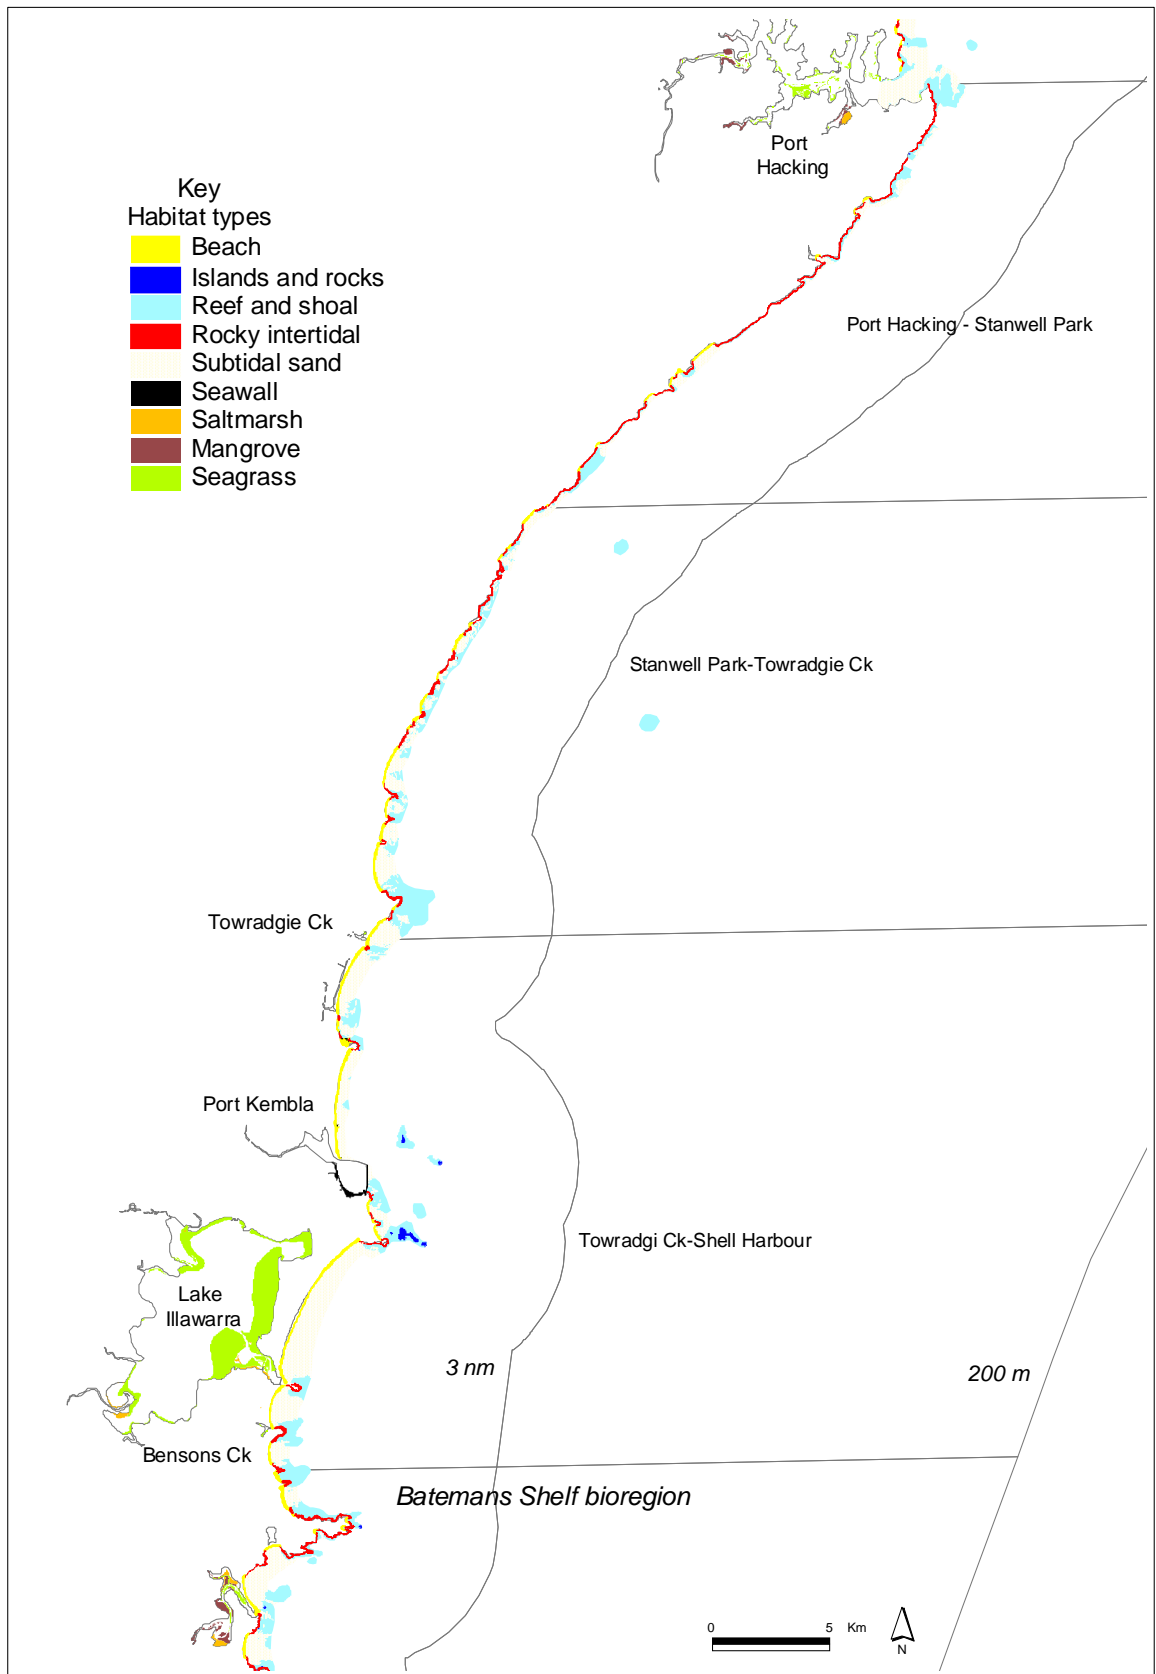 Port
Hacking
Key
Habitat types
Beach
Islands and rocks
Reef and shoal
Rocky intertidal
Subtidal sand
Seawall
Saltmarsh
Mangrove
Seagrass
Port Hacking - Stanwell Park
Stanwell Park-Towradgie Ck
Towradgie Ck
Port Kembla
Towradgi Ck-Shell Harbour
Lake
Illawarra
3 nm
200 m
Bensons Ck
Batemans Shelf bioregion
0 5 Km
N